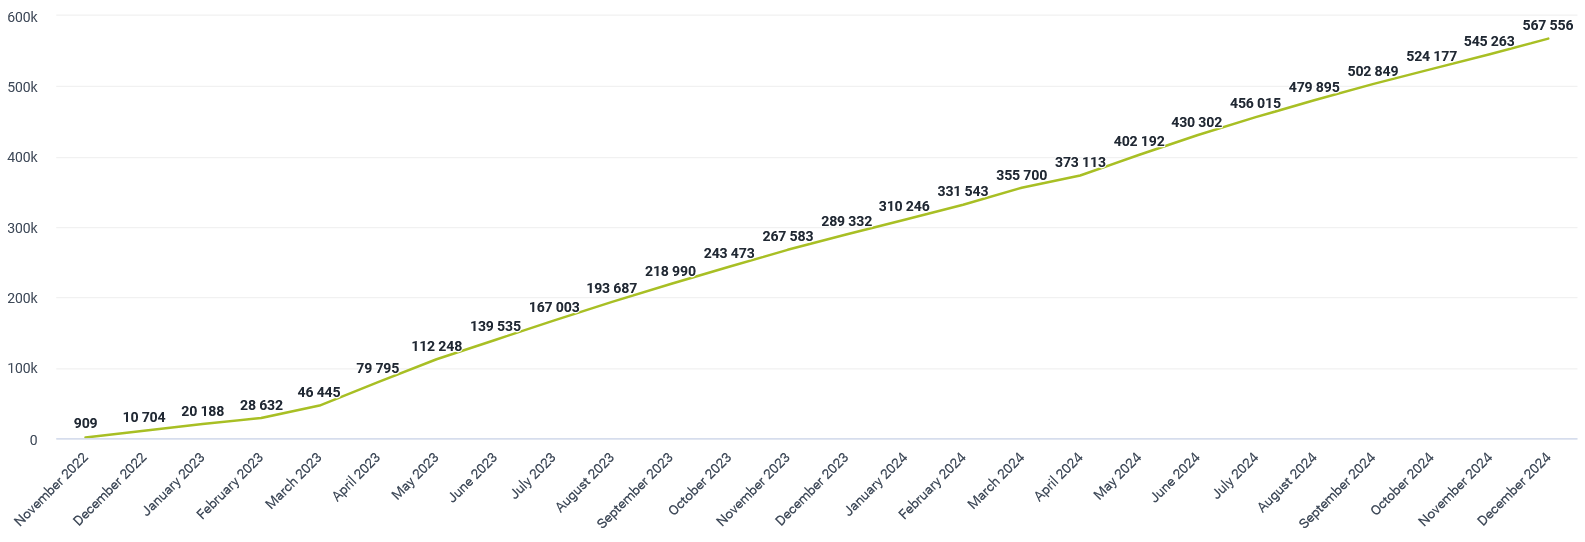 600k
500k
400k
300k
200k
100k
0
909
10 704
20 188
28 632
46 445
79 795
112 248
139 535
167 003
193 687
218 990
243 473
267 583
289 332
310 246
331 543
355 700
373 113
402 192
430 302
456 015
479 895
502 849
524 177
545 263
567 556
November 2022
December 2022
January 2023
February 2023
March 2023
April 2023
May 2023
June 2023
July 2023
August 2023
September 2023
October 2023
November 2023
December 2023
January 2024
February 2024
March 2024
April 2024
May 2024
June 2024
July 2024
August 2024
September 2024
October 2024
November 2024
December 2024